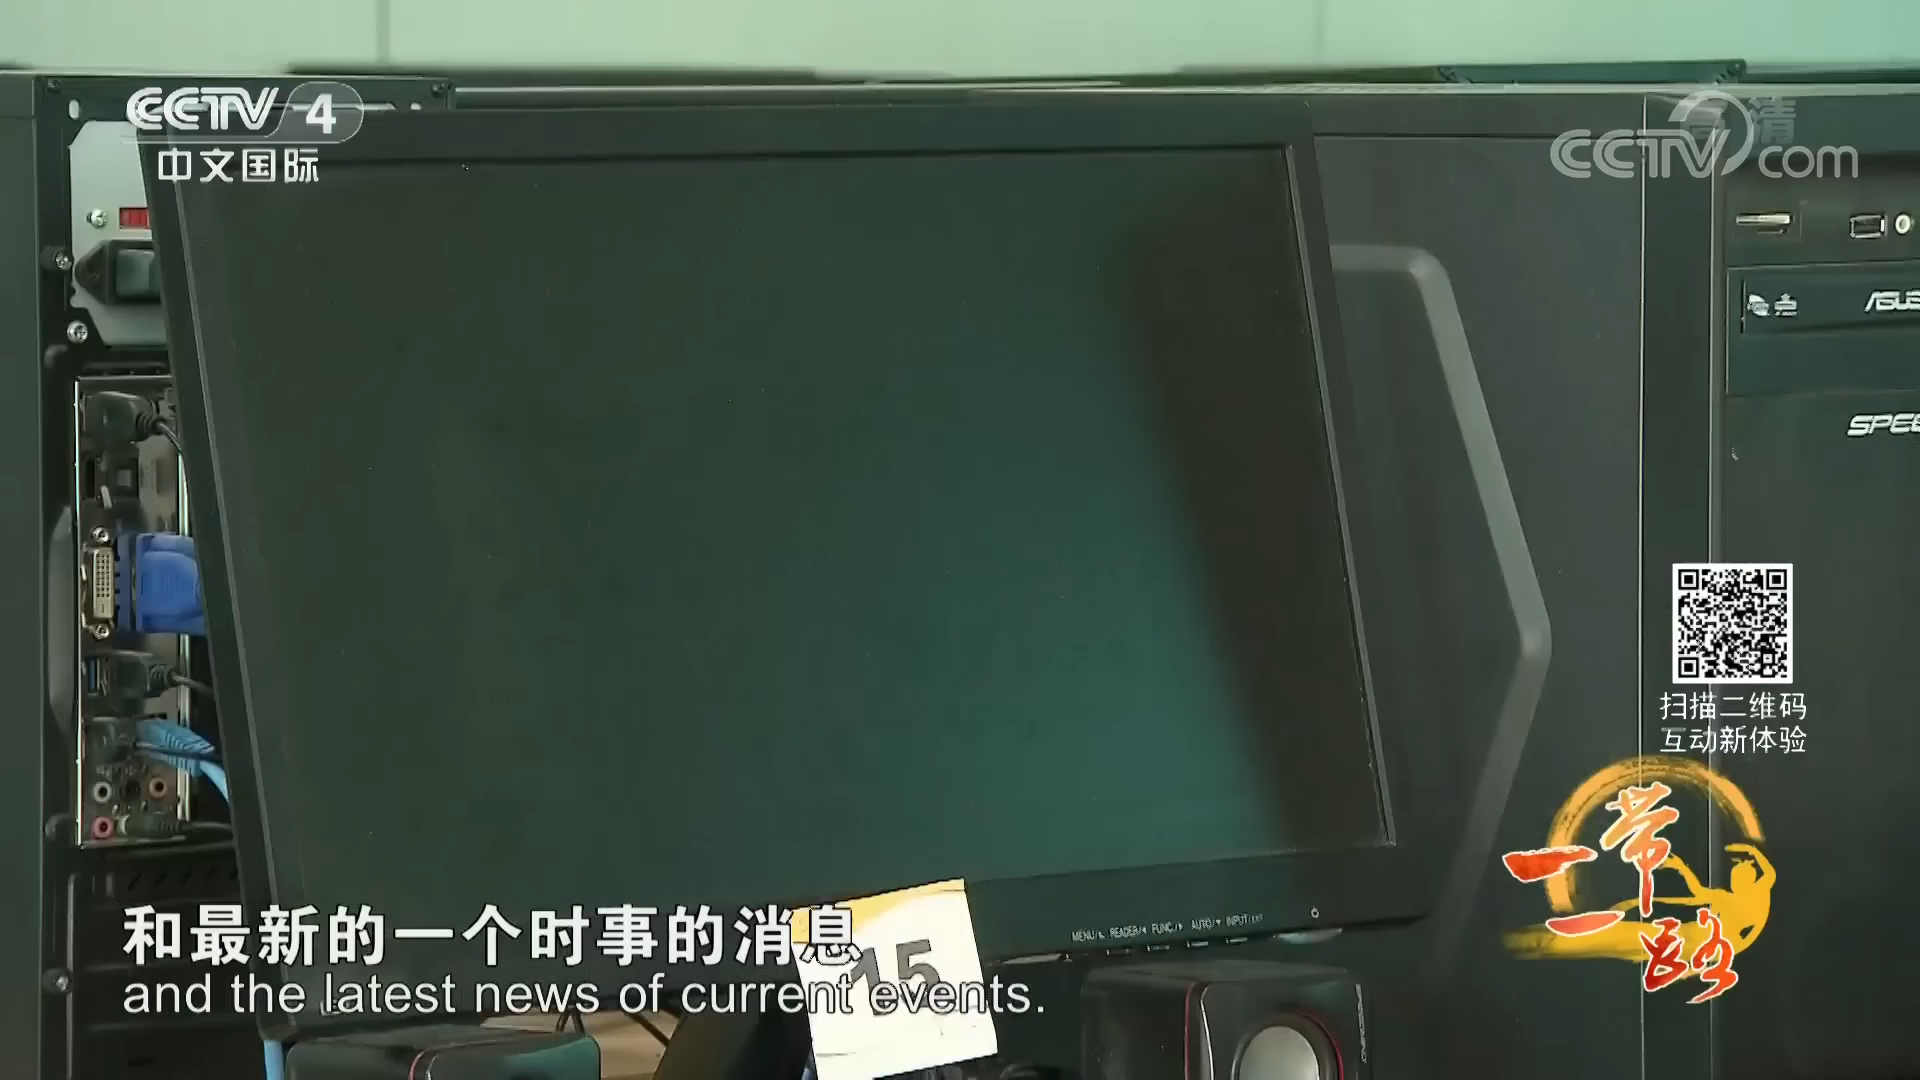 CCTV 4
中文国际
高清
CCTV.com
ASUS
SPEE
扫描二维码
互动新体验
一带一路
MENU/ READER/ FUNC/ AUTO/ INPUT/
和最新的一个时事的消息
and the latest news of current events.
15